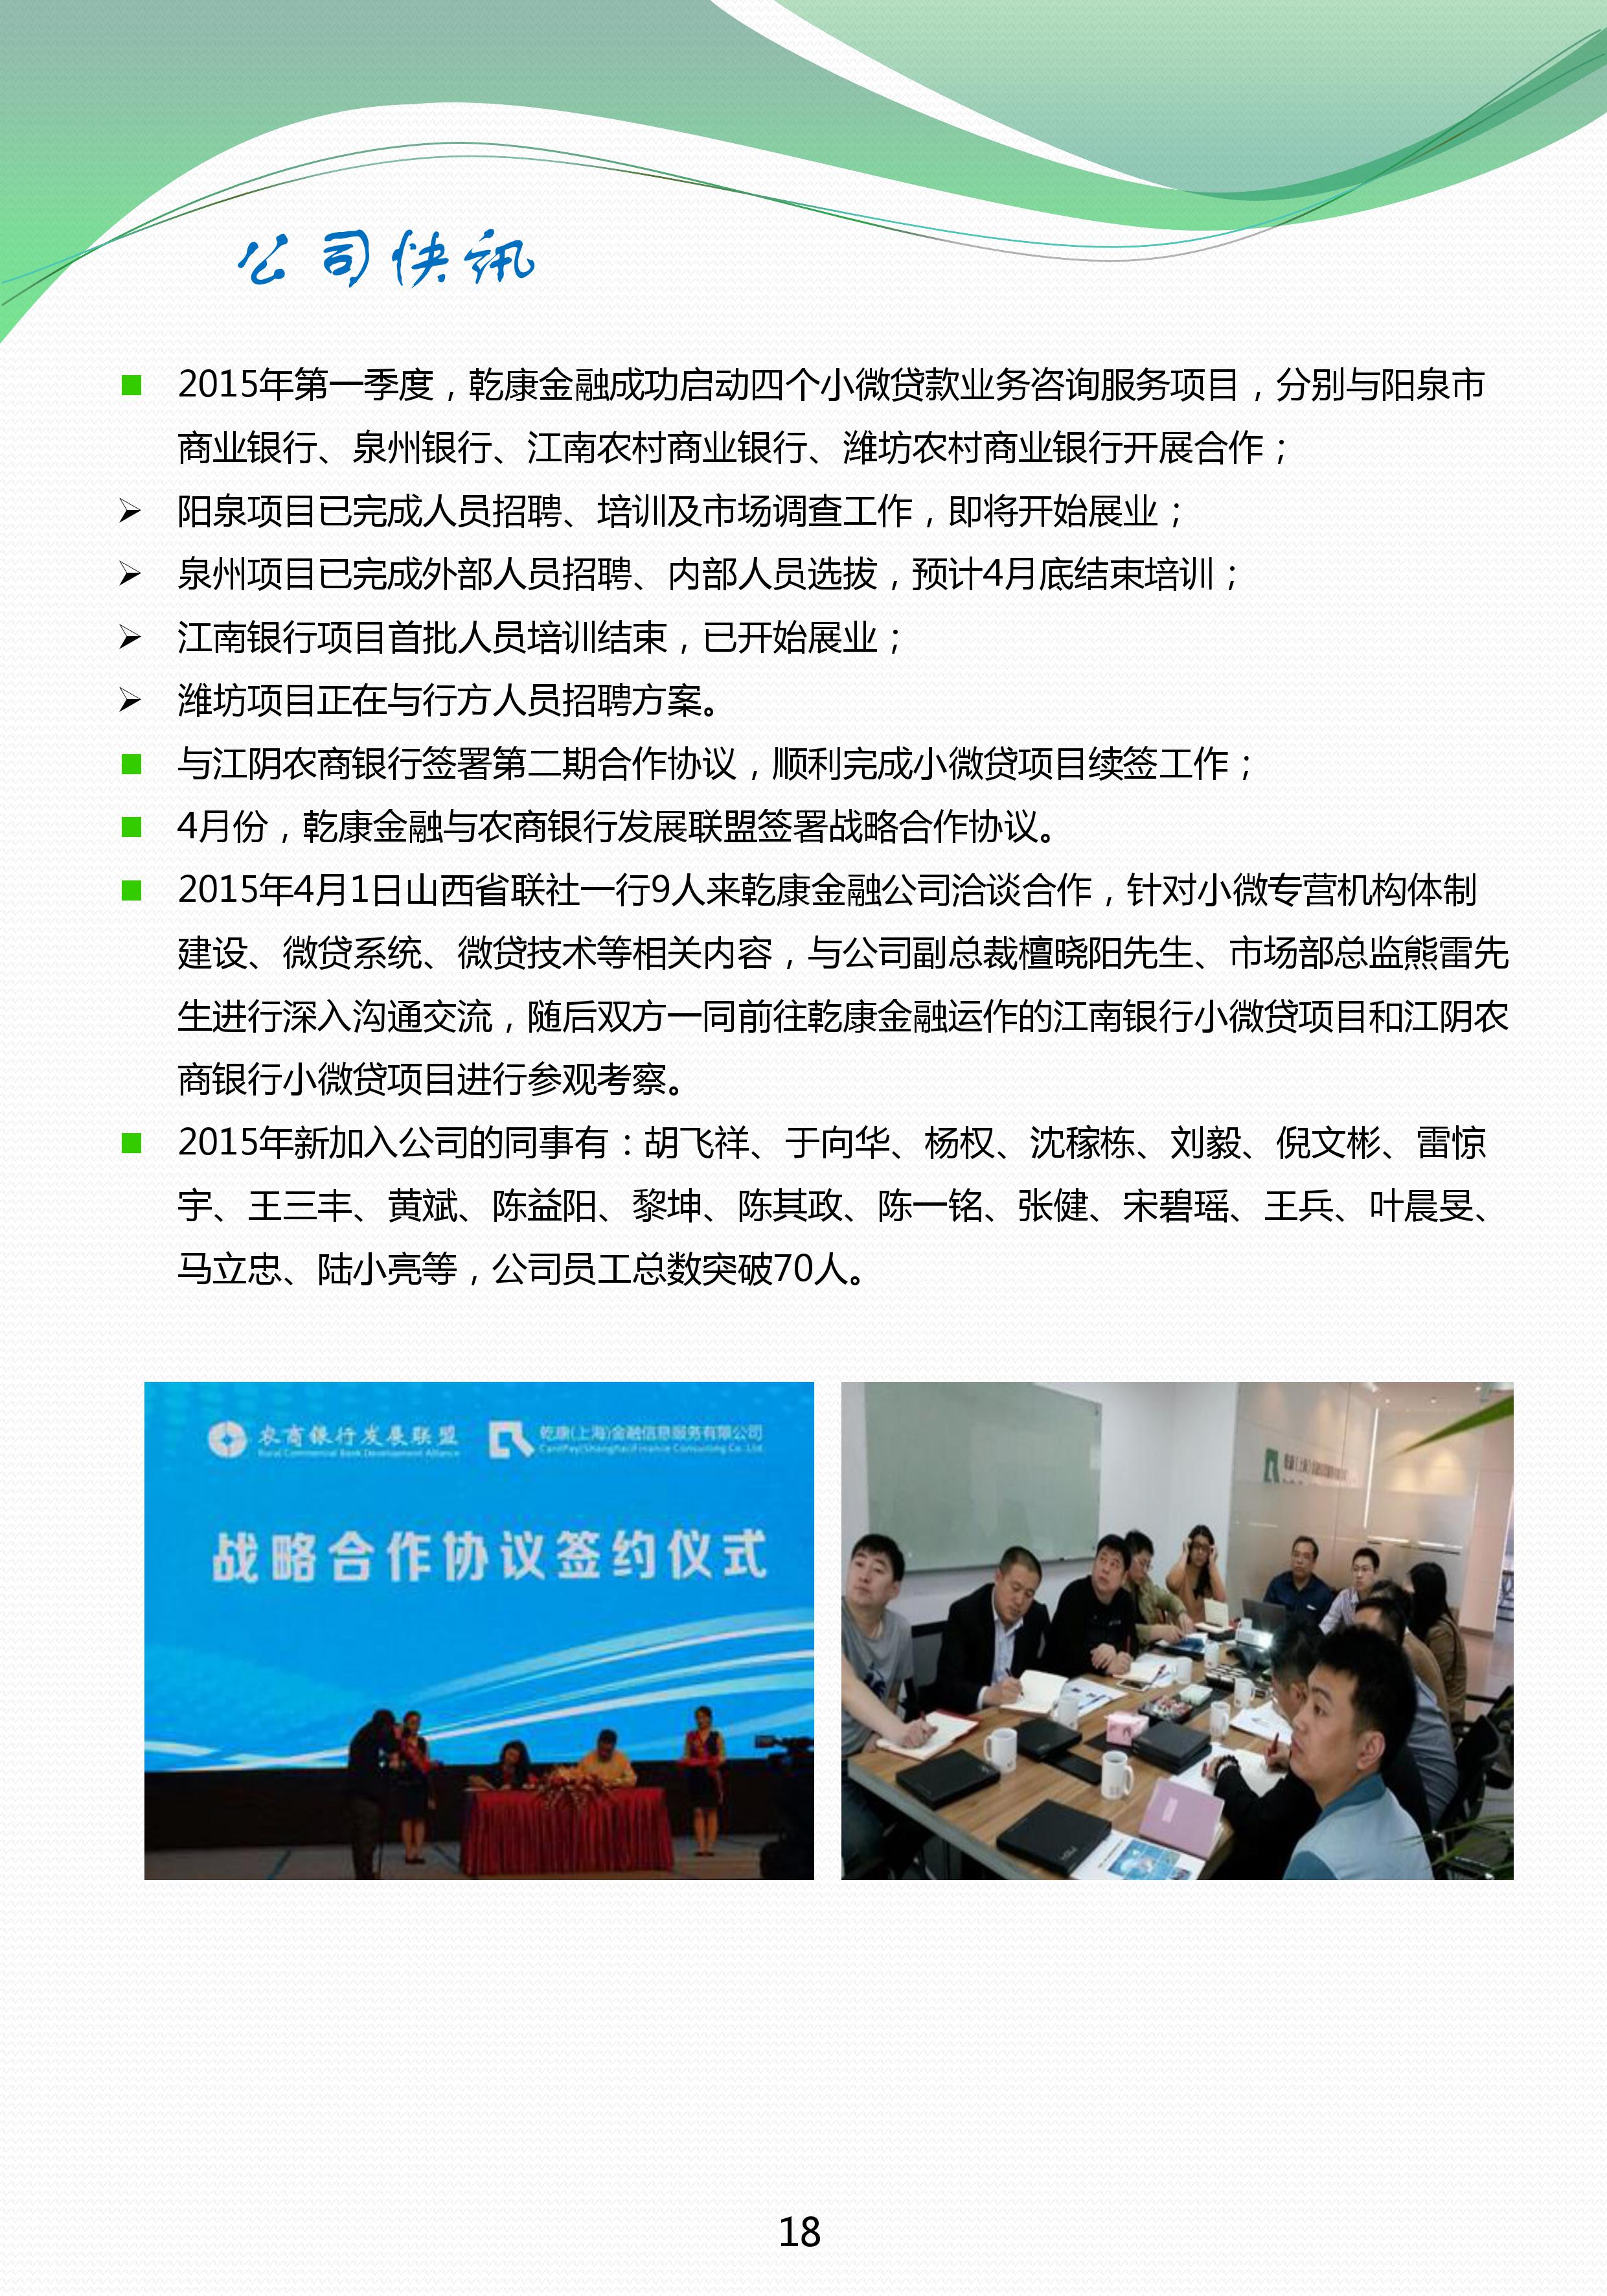 公司快讯
■ 2015年第一季度，乾康金融成功启动四个小微贷款业务咨询服务项目，分别与阳泉市
商业银行、泉州银行、江南农村商业银行、潍坊农村商业银行开展合作；
➢ 阳泉项目已完成人员招聘、培训及市场调查工作，即将开始展业；
➢ 泉州项目已完成外部人员招聘、内部人员选拔，预计4月底结束培训；
➢ 江南银行项目首批人员培训结束，已开始展业；
➢ 潍坊项目正在与行方人员招聘方案。
■ 与江阴农商银行签署第二期合作协议，顺利完成小微贷项目续签工作；
■ 4月份，乾康金融与农商银行发展联盟签署战略合作协议。
■ 2015年4月1日山西省联社一行9人来乾康金融公司洽谈合作，针对小微专营机构体制
建设、微贷系统、微贷技术等相关内容，与公司副总裁檀晓阳先生、市场部总监熊雷先
生进行深入沟通交流，随后双方一同前往乾康金融运作的江南银行小微贷项目和江阴农
商银行小微贷项目进行参观考察。
■ 2015年新加入公司的同事有：胡飞祥、于向华、杨权、沈稼栋、刘毅、倪文彬、雷惊
宇、王三丰、黄斌、陈益阳、黎坤、陈其政、陈一铭、张健、宋碧瑶、王兵、叶晨旻、
马立忠、陆小亮等，公司员工总数突破70人。
农商银行发展联盟
Rural Commercial Bank Development Alliance
乾康(上海)金融信息服务有限公司
战略合作协议签约仪式
18